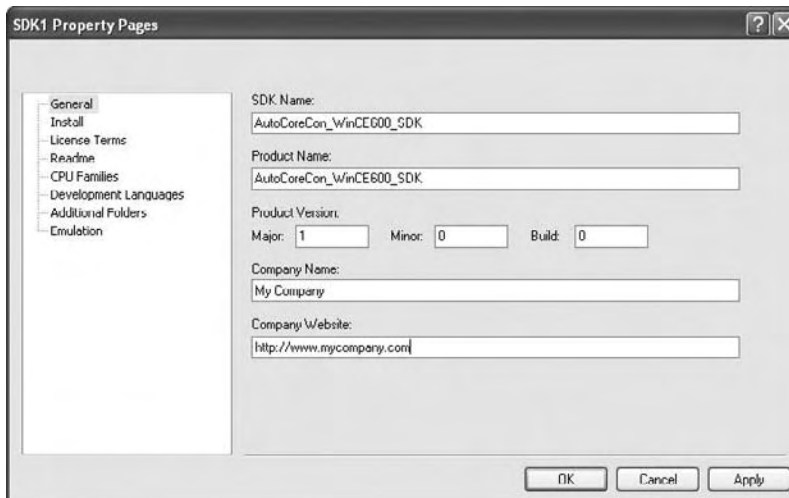 SDK1 Property Pages
General
Install
License Terms
Readme
CPU Families
Development Languages
Additional Folders
Emulation
SDK Name:
AutoCoreCon_WinCE600_SDK
Product Name:
AutoCoreCon_WinCE600_SDK
Product Version:
Major: 1 Minor: 0 Build: 0
Company Name:
My Company
Company Website:
http://www.mycompany.com
OK Cancel Apply